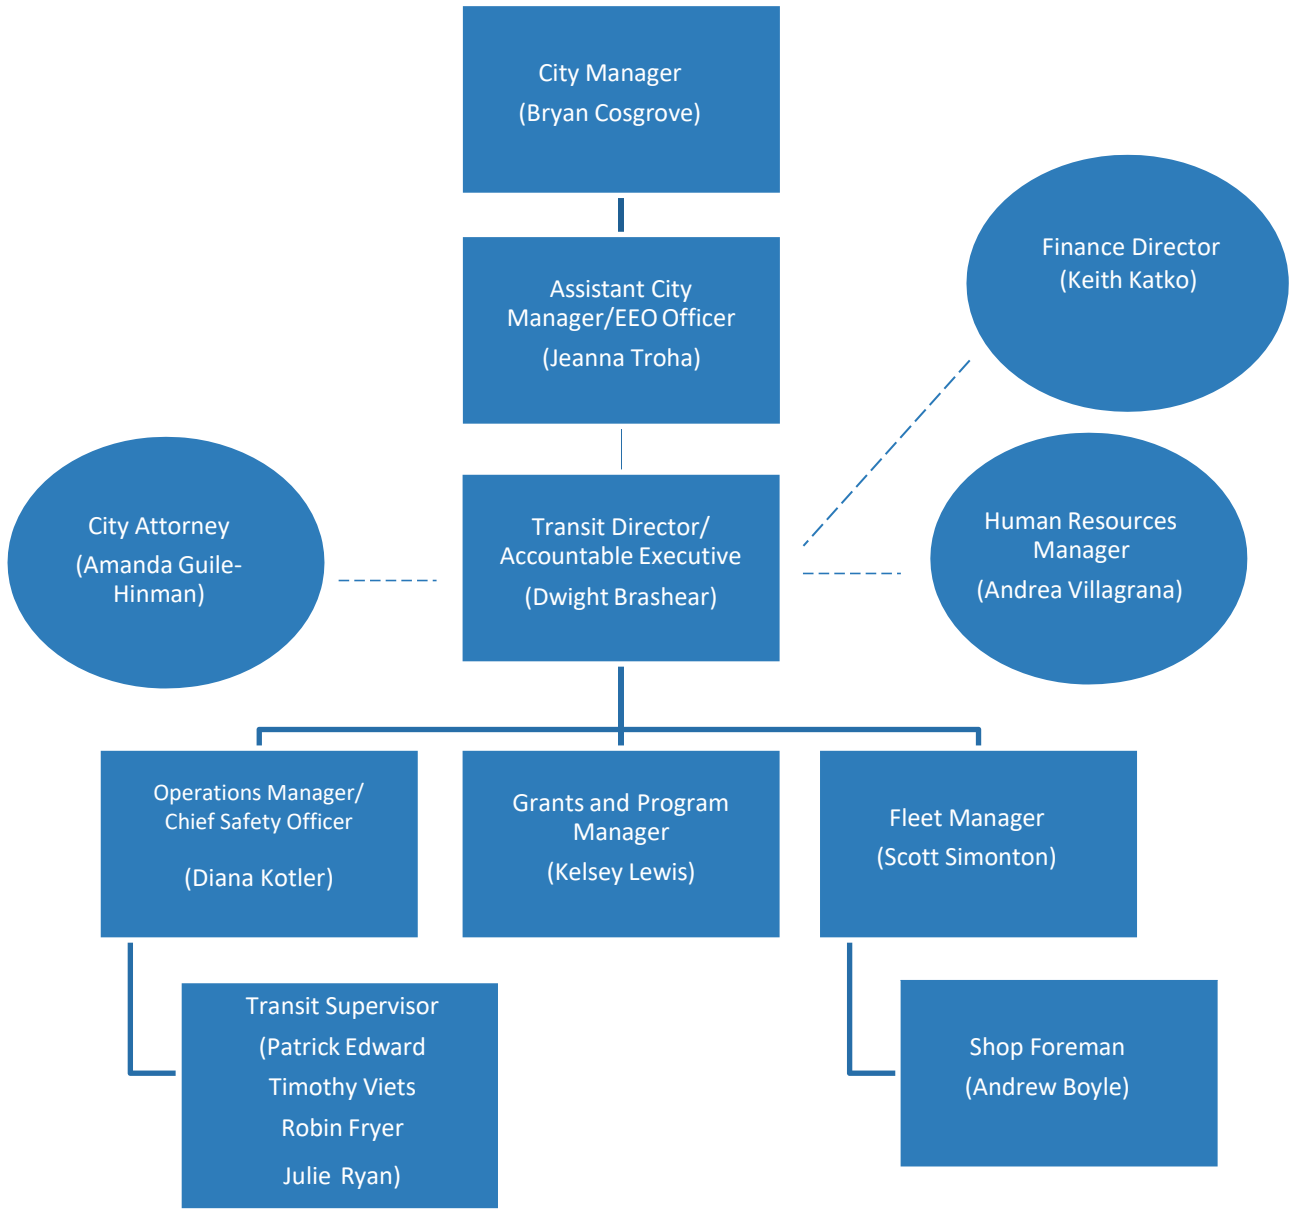 City Manager
(Bryan Cosgrove)
Assistant City
Manager/EEO Officer
(Jeanna Troha)
Finance Director
(Keith Katko)
City Attorney
(Amanda Guile-
Hinman)
Transit Director/
Accountable Executive
(Dwight Brashear)
Human Resources
Manager
(Andrea Villagrana)
Operations Manager/
Chief Safety Officer
(Diana Kotler)
Grants and Program
Manager
(Kelsey Lewis)
Fleet Manager
(Scott Simonton)
Transit Supervisor
(Patrick Edward
Timothy Viets
Robin Fryer
Julie Ryan)
Shop Foreman
(Andrew Boyle)